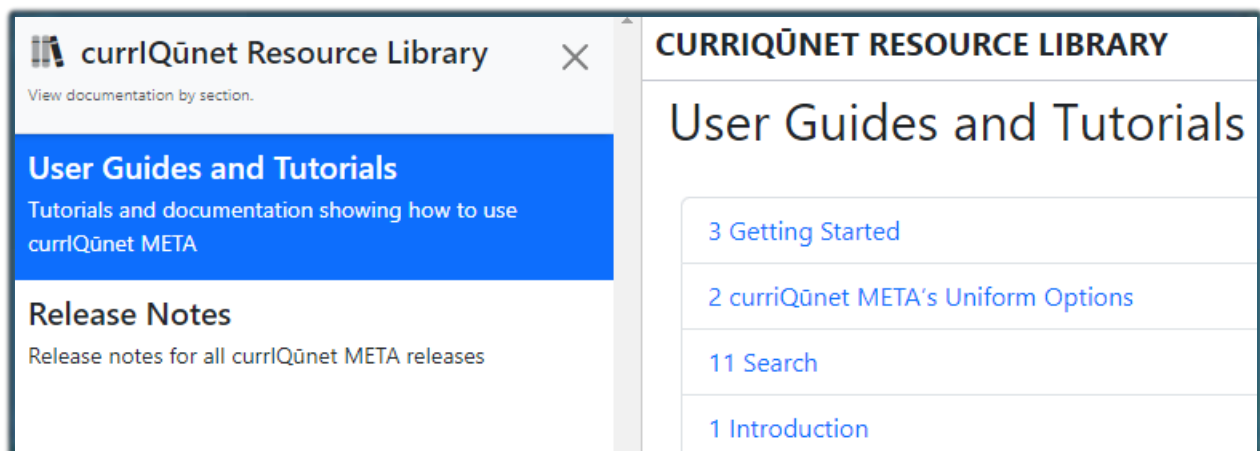 currIQūnet Resource Library
View documentation by section.
User Guides and Tutorials
Tutorials and documentation showing how to use
currIQūnet META
Release Notes
Release notes for all currIQūnet META releases
CURRIQŪNET RESOURCE LIBRARY
User Guides and Tutorials
3 Getting Started
2 curriQūnet META’s Uniform Options
11 Search
1 Introduction